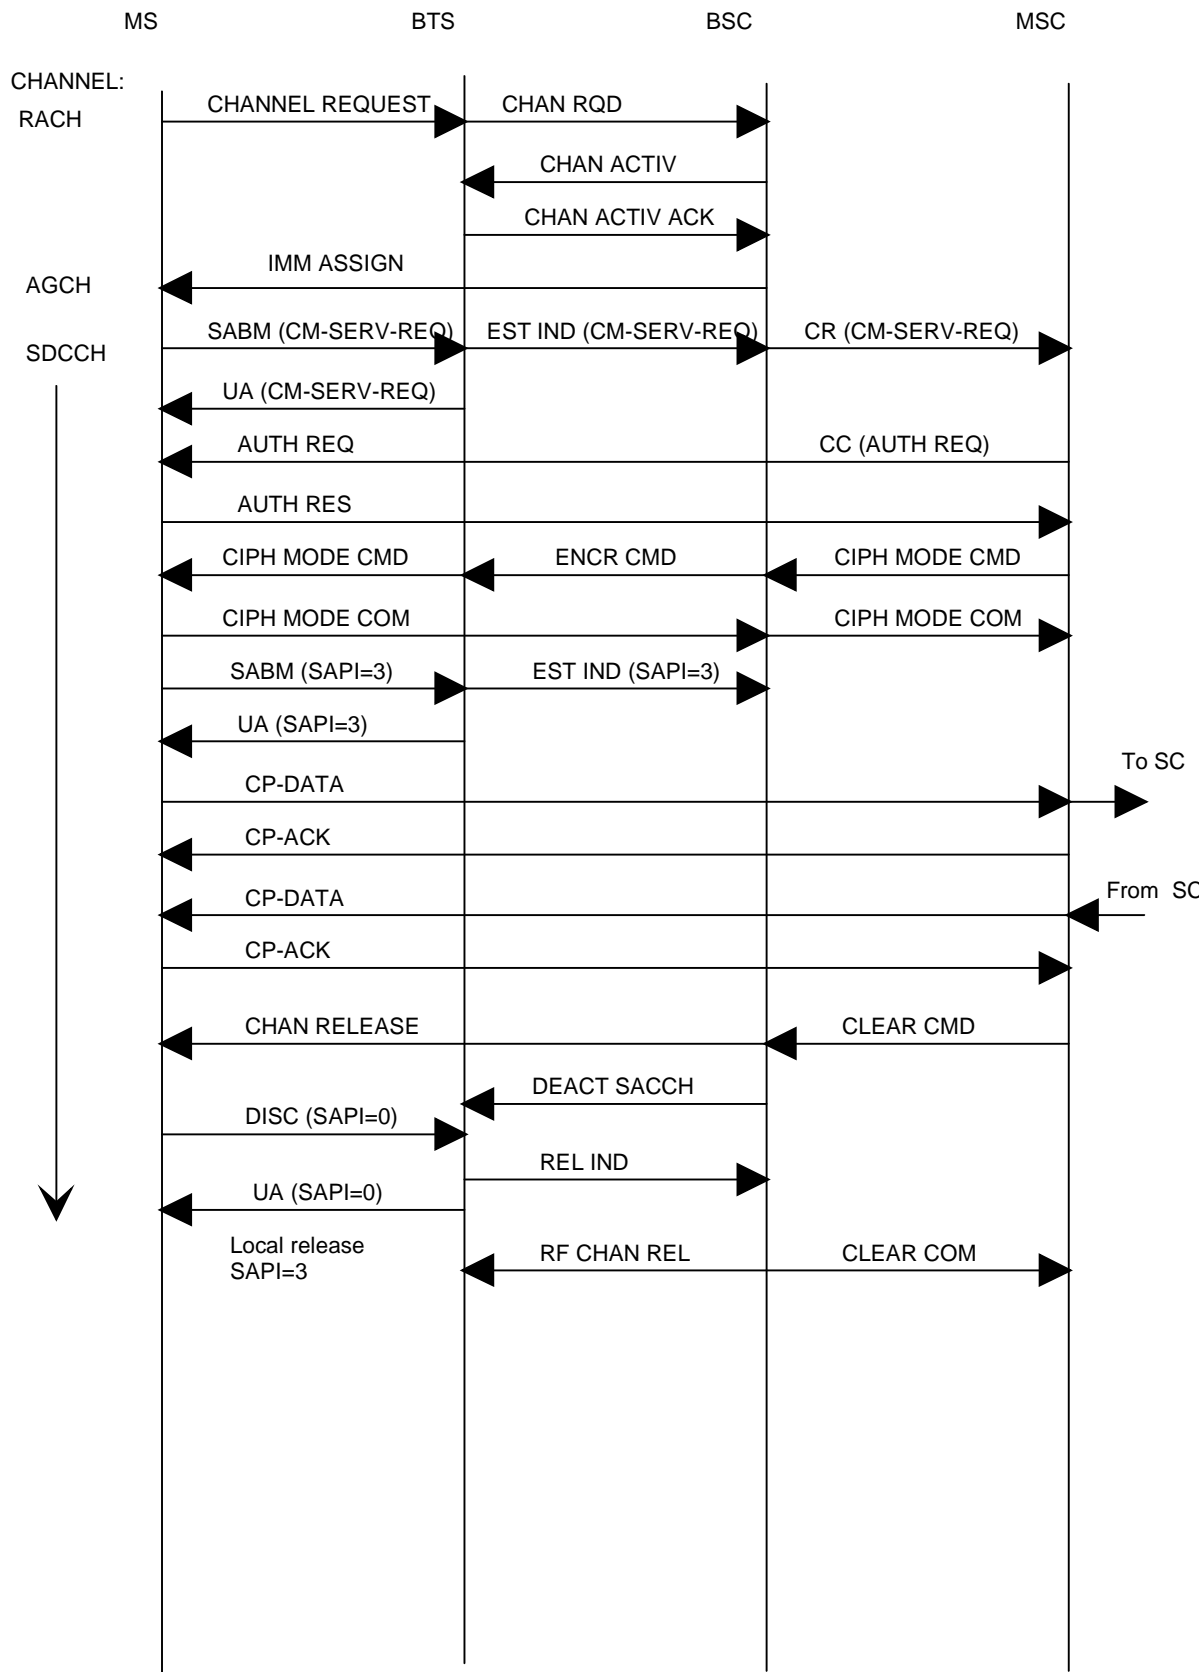 MS BTS BSC MSC
CHANNEL:
RACH CHANNEL REQUEST CHAN RQD
CHAN ACTIV
CHAN ACTIV ACK
IMM ASSIGN
AGCH
SABM (CM-SERV-REQ) EST IND (CM-SERV-REQ) CR (CM-SERV-REQ)
SDCCH
UA (CM-SERV-REQ)
AUTH REQ CC (AUTH REQ)
AUTH RES
CIPH MODE CMD ENCR CMD CIPH MODE CMD
CIPH MODE COM CIPH MODE COM
SABM (SAPI=3) EST IND (SAPI=3)
UA (SAPI=3)
To SC
CP-DATA
CP-ACK
CP-DATA From SC
CP-ACK
CHAN RELEASE CLEAR CMD
DEACT SACCH
DISC (SAPI=0)
REL IND
UA (SAPI=0)
Local release
SAPI=3
RF CHAN REL CLEAR COM